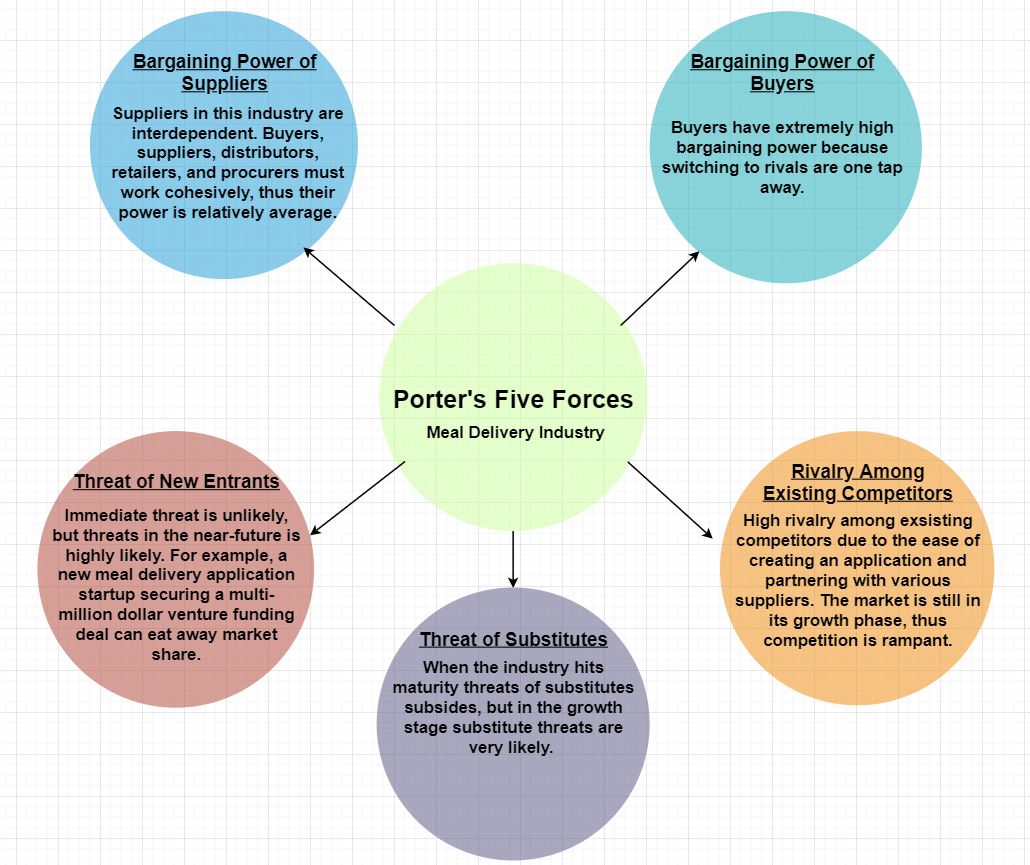 Bargaining Power of
Suppliers
Suppliers in this industry are
interdependent. Buyers,
suppliers, distributors,
retailers, and procurers must
work cohesively, thus their
power is relatively average.
Bargaining Power of
Buyers
Buyers have extremely high
bargaining power because
switching to rivals are one tap
away.
Porter's Five Forces
Meal Delivery Industry
Threat of New Entrants
Immediate threat is unlikely,
but threats in the near-future is
highly likely. For example, a
new meal delivery application
startup securing a multi-
million dollar venture funding
deal can eat away market
share.
Rivalry Among
Existing Competitors
High rivalry among exsisting
competitors due to the ease of
creating an application and
partnering with various
suppliers. The market is still in
its growth phase, thus
competition is rampant.
Threat of Substitutes
When the industry hits
maturity threats of substitutes
subsides, but in the growth
stage substitute threats are
very likely.